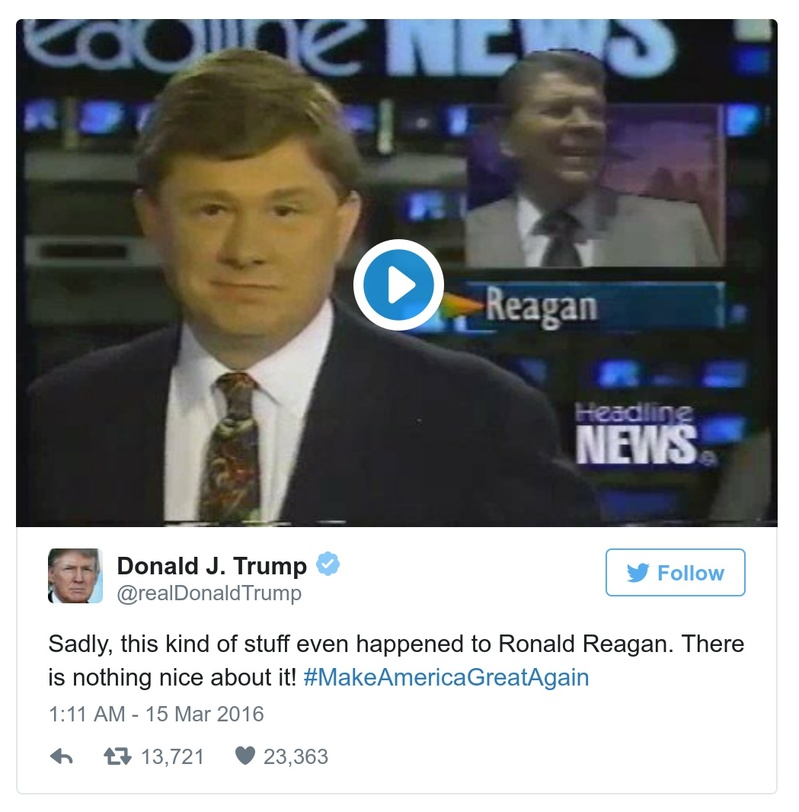 eadline NEWS
Reagan
Headline
NEWS
Donald J. Trump
@realDonaldTrump
Follow
Sadly, this kind of stuff even happened to Ronald Reagan. There
is nothing nice about it! #MakeAmericaGreatAgain
1:11 AM - 15 Mar 2016
13,721 23,363